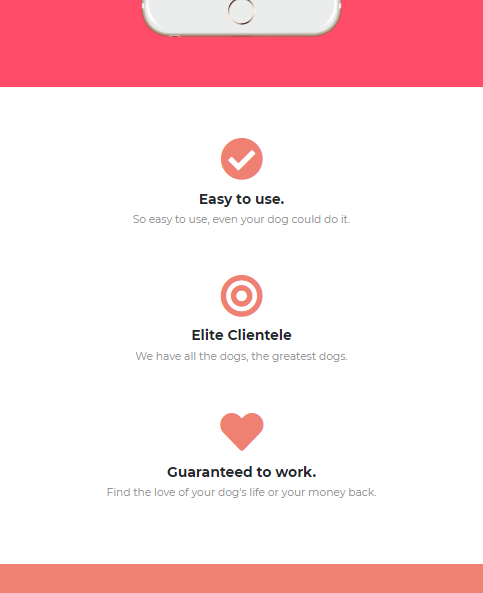 Easy to use.
So easy to use, even your dog could do it.
Elite Clientele
We have all the dogs, the greatest dogs.
Guaranteed to work.
Find the love of your dog's life or your money back.